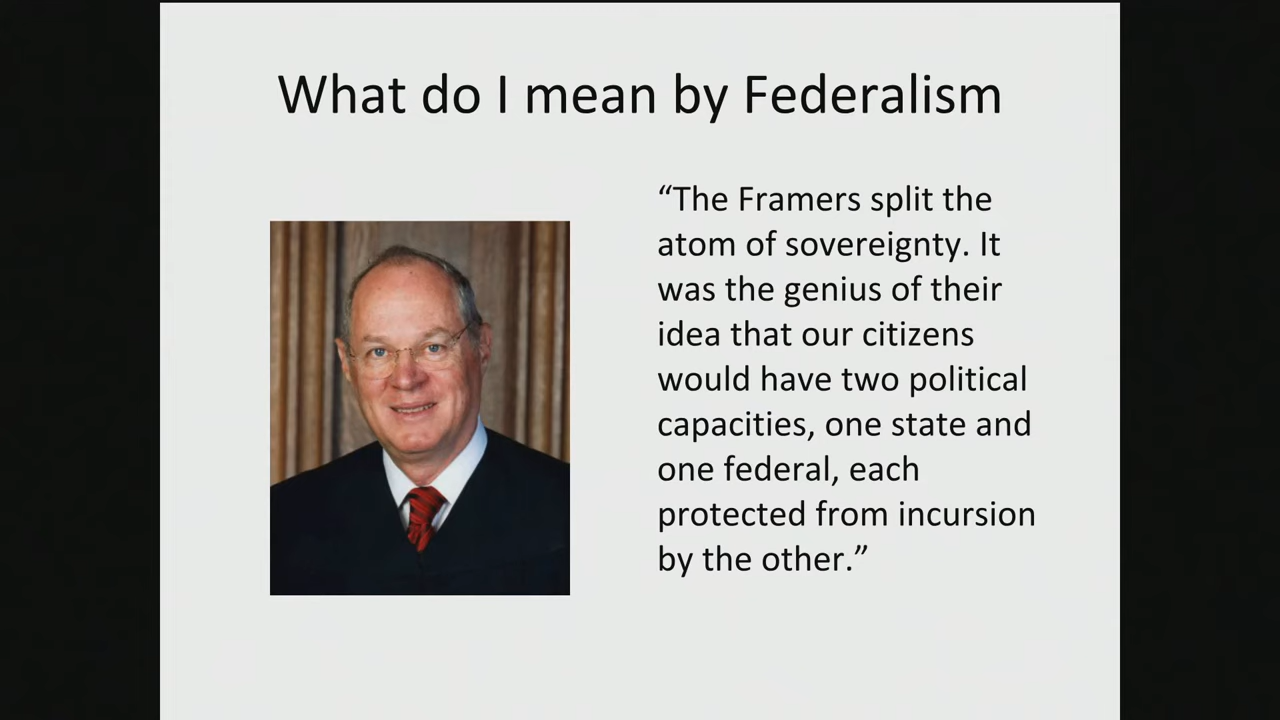 What do I mean by Federalism
“The Framers split the
atom of sovereignty. It
was the genius of their
idea that our citizens
would have two political
capacities, one state and
one federal, each
protected from incursion
by the other.”